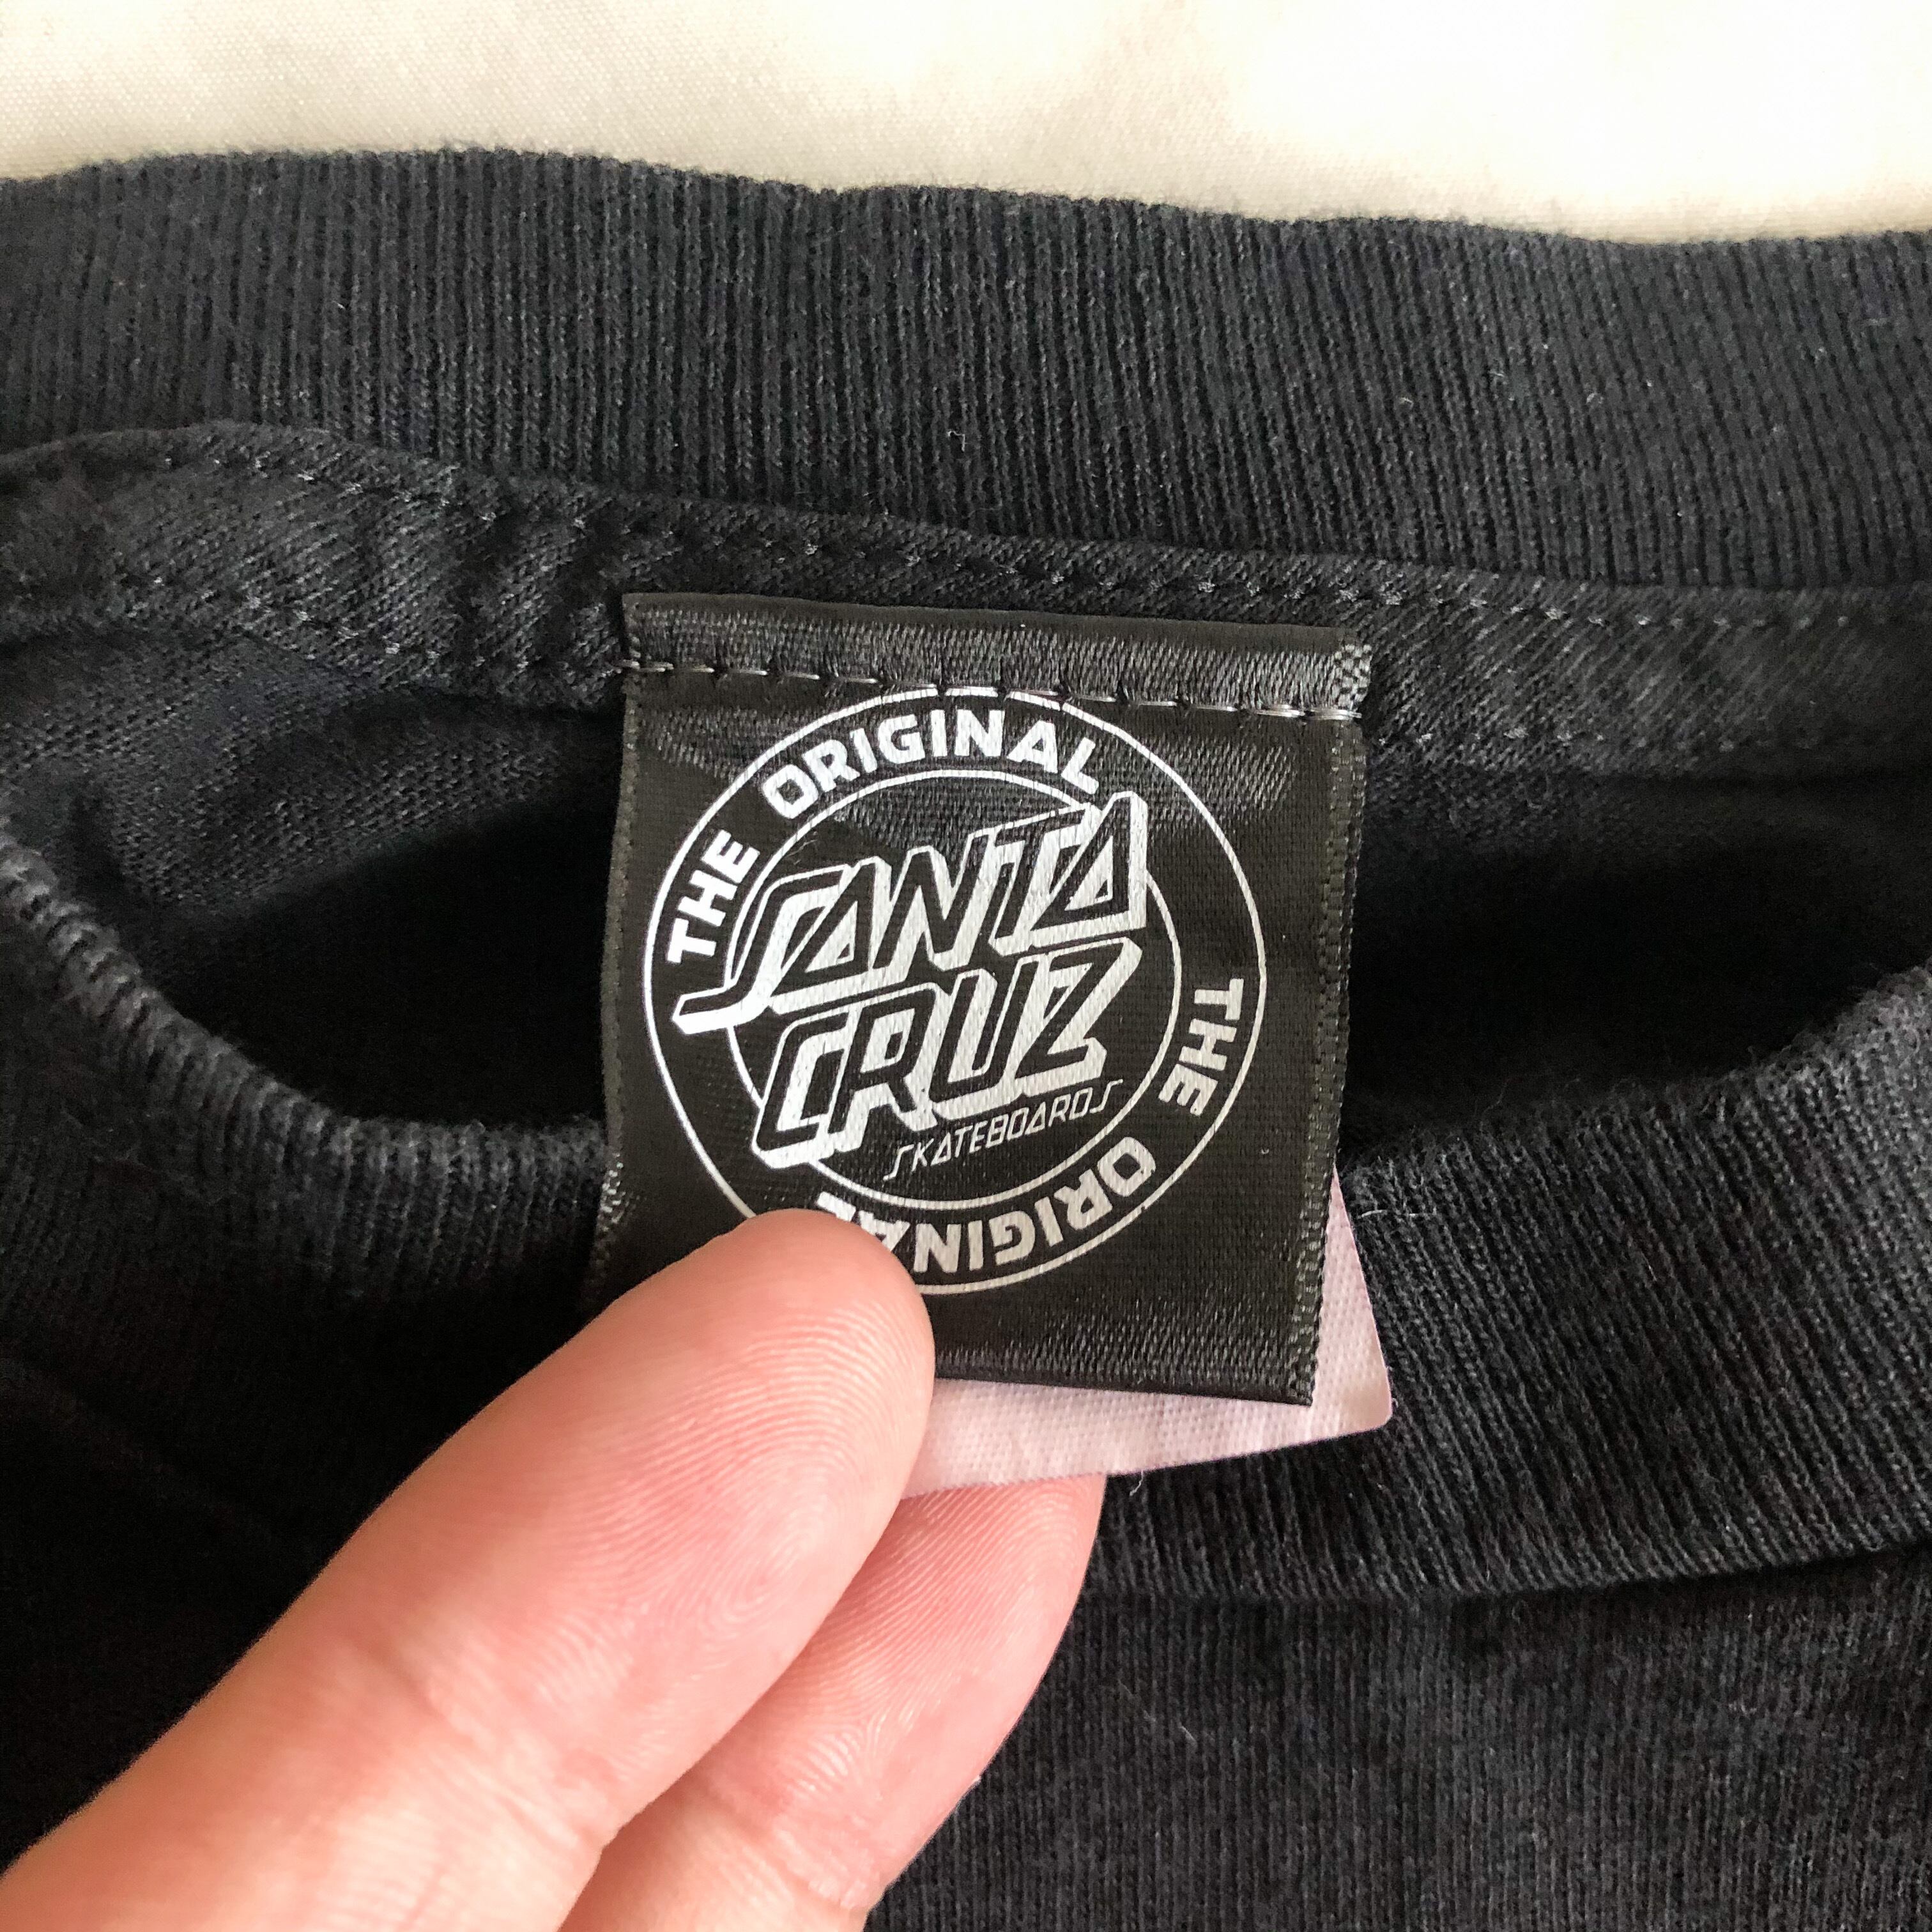 THE ORIGINAL
SANTA
CRUZ
SKATEBOARDS
THE ORIGINAL